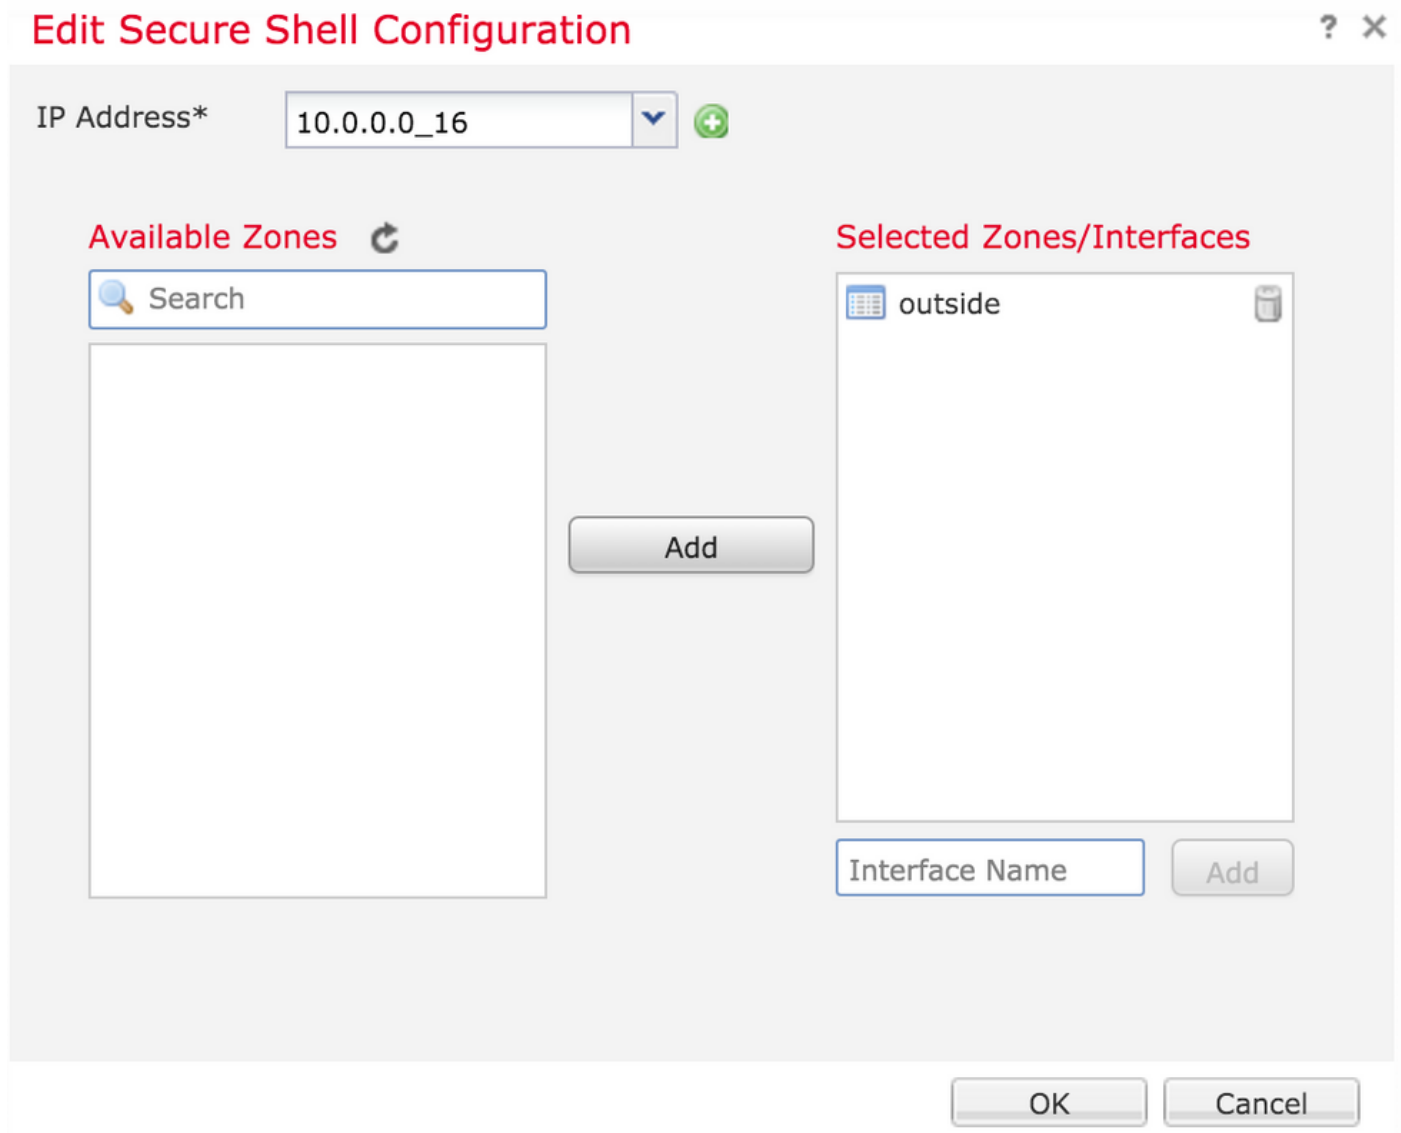 Edit Secure Shell Configuration
?
IP Address*
10.0.0.0_16
Available Zones
Selected Zones/Interfaces
Search
outside
Add
Interface Name
Add
OK
Cancel